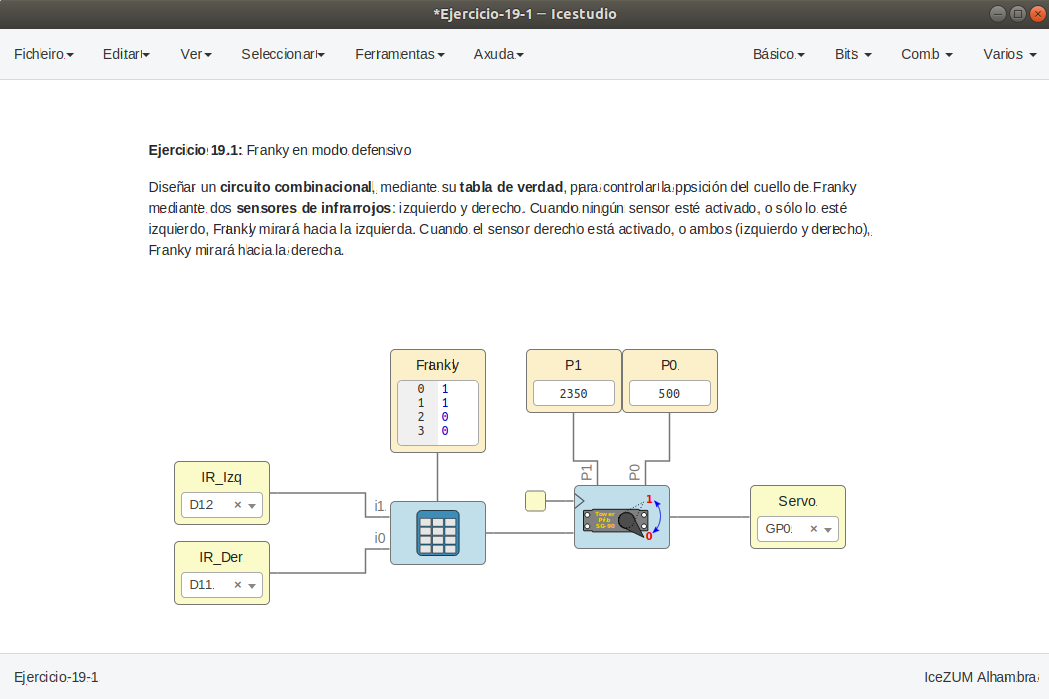 *Ejercicio-19-1 – Icestudio
Ficheiro Editar Ver Seleccionar Ferramentas Axuda Básico Bits Comb Varios
Ejercicio 19.1: Franky en modo defensivo
Diseñar un circuito combinacional, mediante su tabla de verdad, para controlar la posición del cuello de Franky
mediante dos sensores de infrarrojos: izquierdo y derecho. Cuando ningún sensor esté activado, o sólo lo esté
izquierdo, Franky mirará hacia la izquierda. Cuando el sensor derecho está activado, o ambos (izquierdo y derecho),
Franky mirará hacia la derecha.
Franky
0 1
1 1
2 0
3 0
P1
2350
P0
500
P1
P0
IR_Izq
D12
IR_Der
D11
i1
i0
Tower
Pro
SG-90
1
0
Servo
GP0
Ejercicio-19-1
IceZUM Alhambra